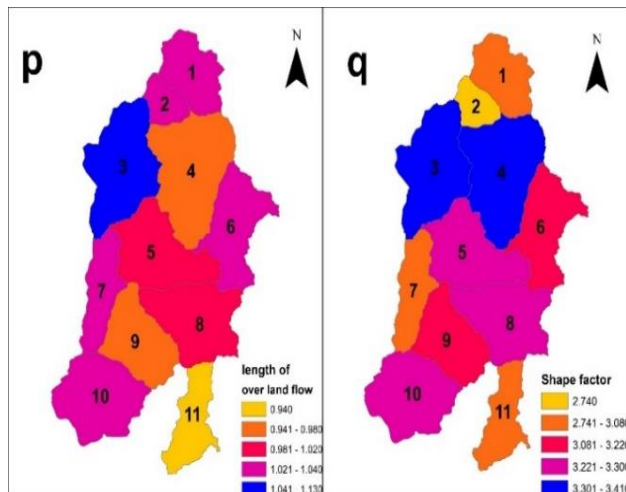 p
N
1
2
3
4
5
6
7
8
9
10
11
length of
over land flow
0.940
0.941 - 0.980
0.981 - 1.020
1.021 - 1.040
1.041 - 1.130
q
N
1
2
3
4
5
6
7
8
9
10
11
Shape factor
2.740
2.741 - 3.080
3.081 - 3.220
3.221 - 3.300
3.301 - 3.410